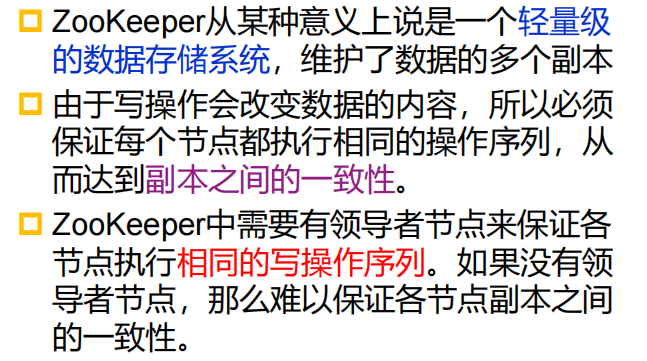 ZooKeeper从某种意义上说是一个轻量级
的数据存储系统，维护了数据的多个副本
由于写操作会改变数据的内容，所以必须
保证每个节点都执行相同的操作序列，从
而达到副本之间的一致性。
ZooKeeper中需要有领导者节点来保证各
节点执行相同的写操作序列。如果没有领
导者节点，那么难以保证各节点副本之间
的一致性。